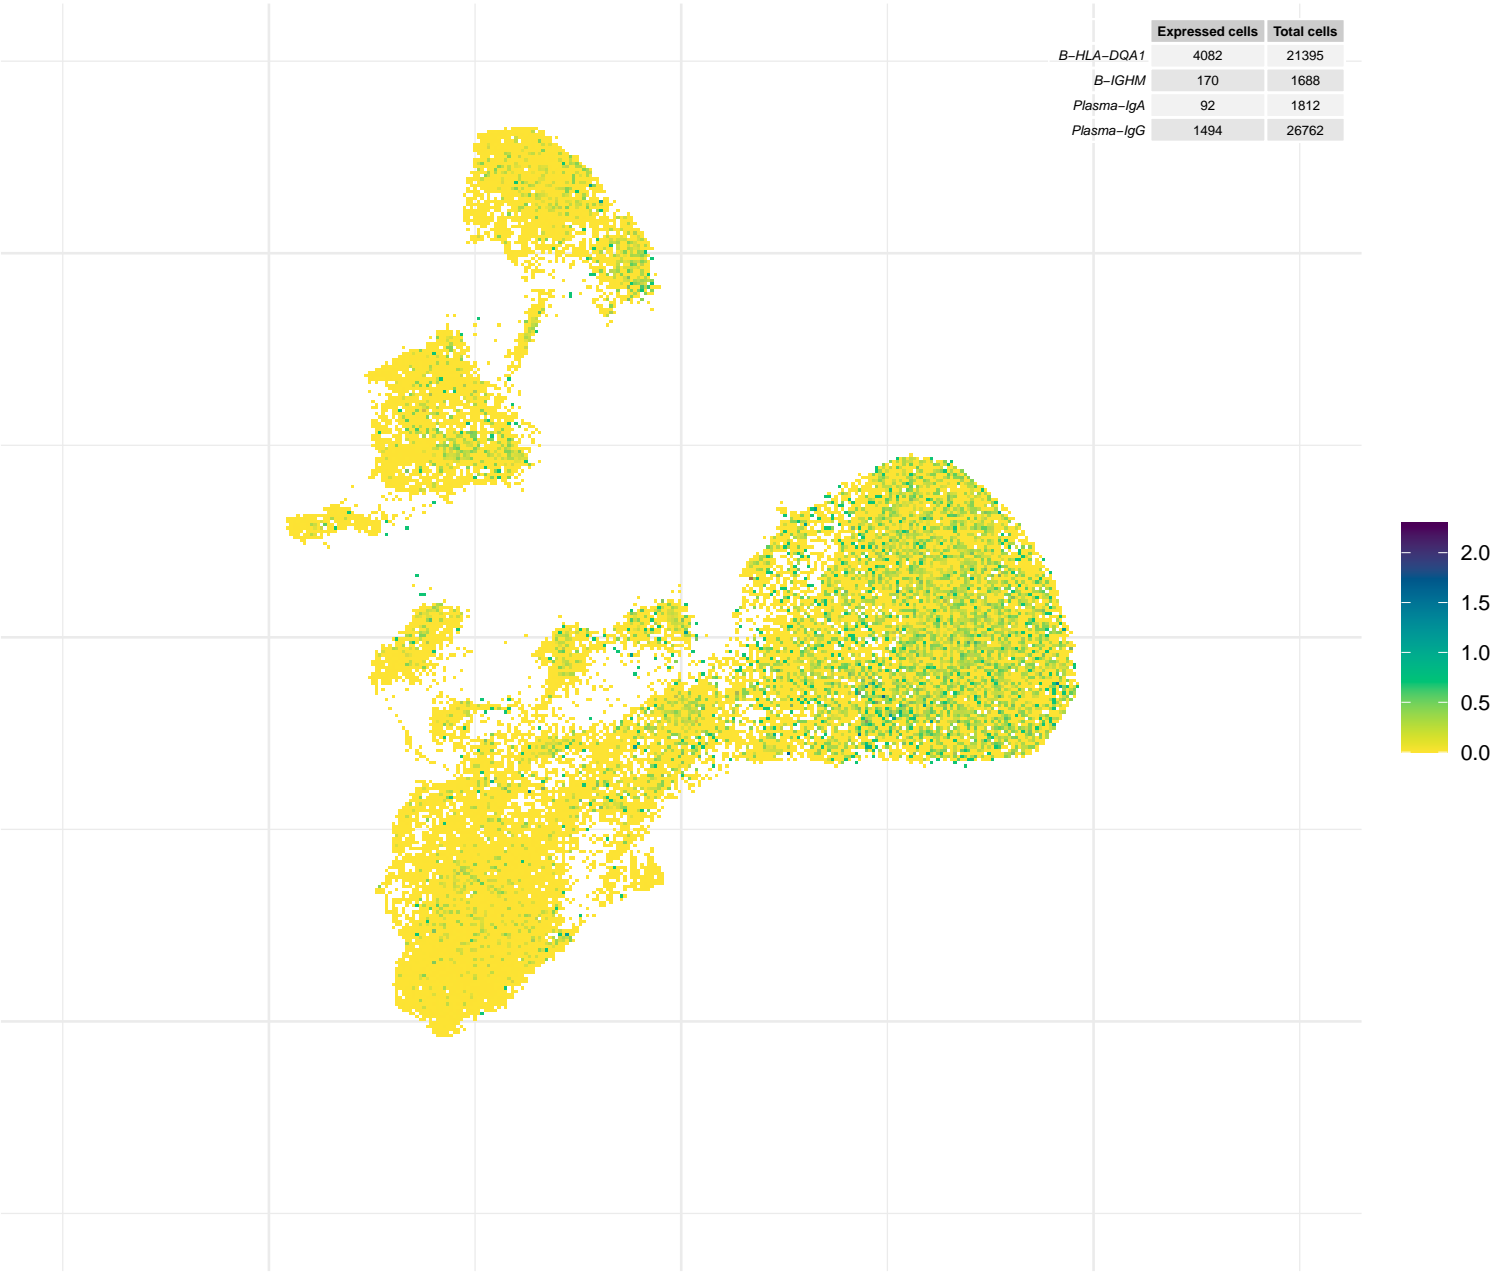 Expressed cells Total cells
B−HLA−DQA1 4082 21395
B−IGHM 170 1688
Plasma−IgA 92 1812
Plasma−IgG 1494 26762
2.0
1.5
1.0
0.5
0.0